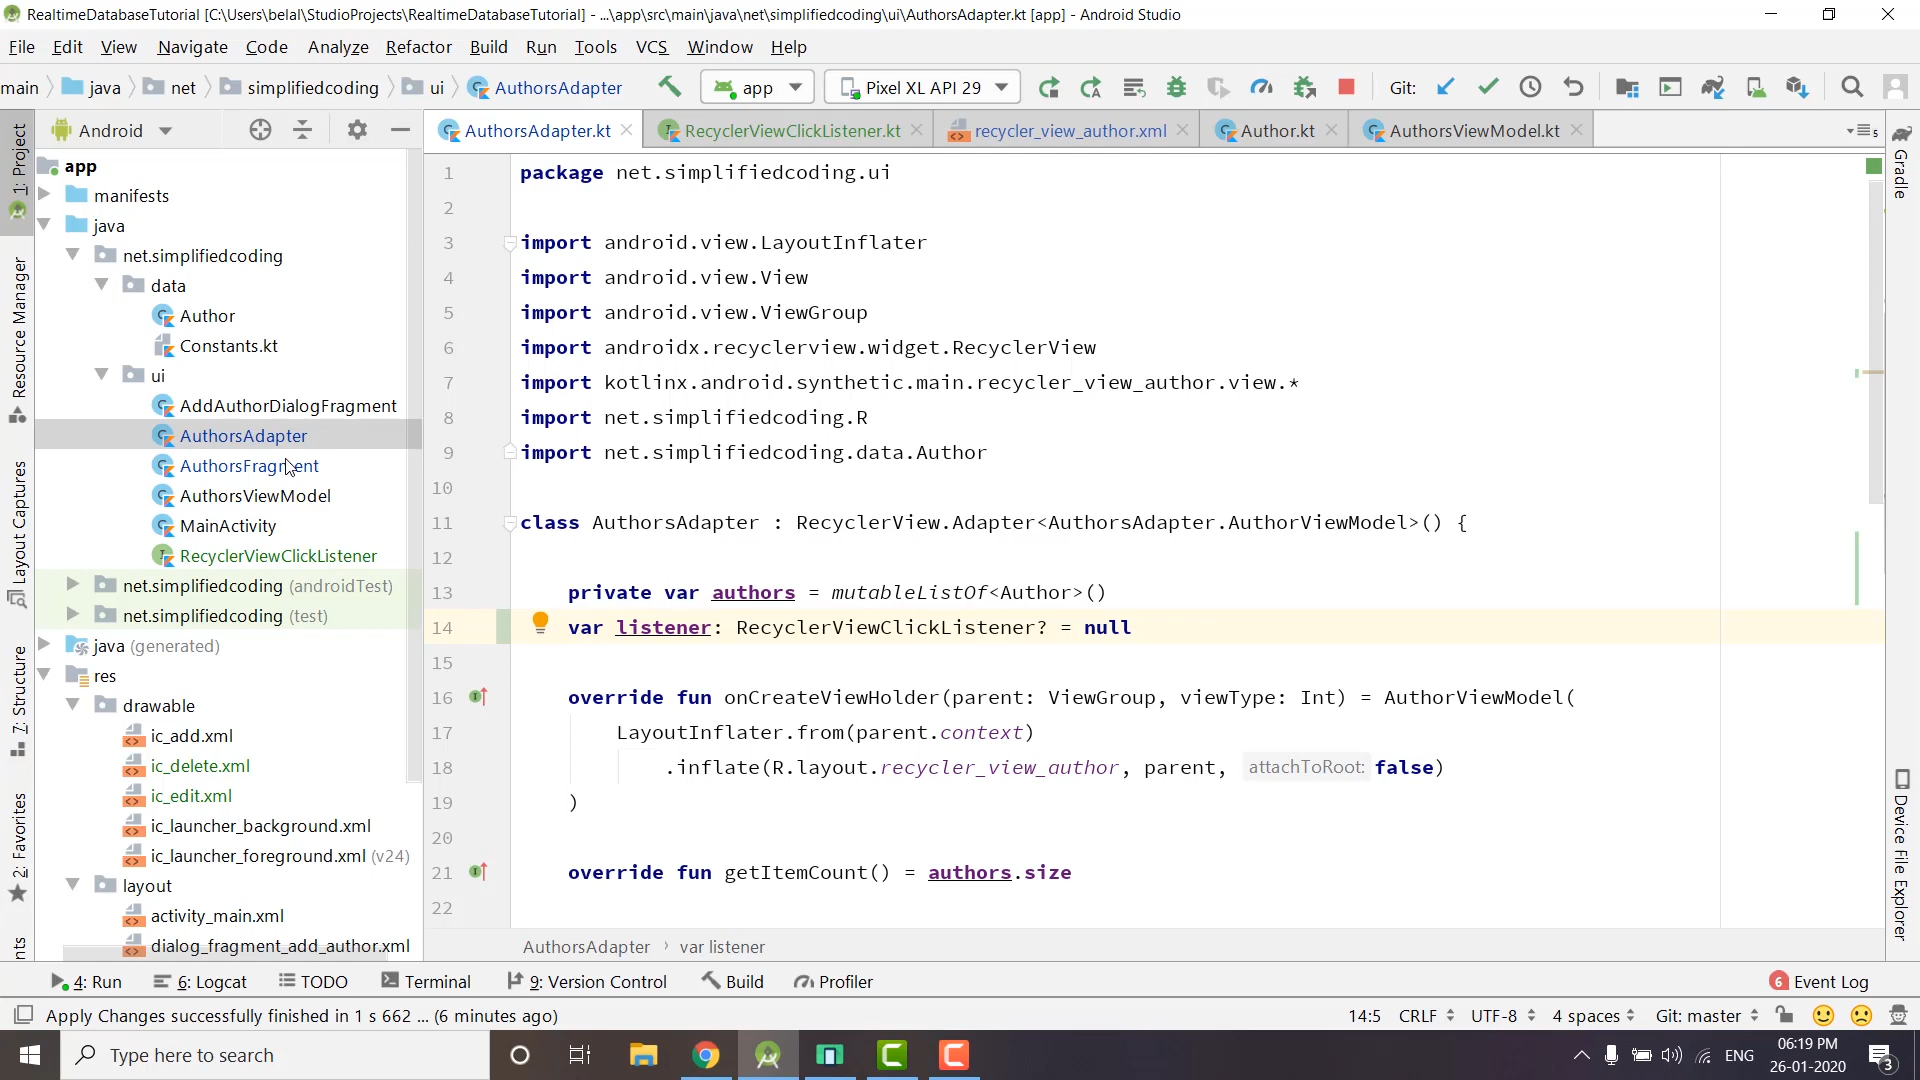 RealtimeDatabaseTutorial [C:\Users\belal\StudioProjects\RealtimeDatabaseTutorial] - ...\app\src\main\java\net\simplifiedcoding\ui\AuthorsAdapter.kt [app] - Android Studio
File Edit View Navigate Code Analyze Refactor Build Run Tools VCS Window Help
main java net simplifiedcoding ui AuthorsAdapter app Pixel XL API 29 Git:
Android AuthorsAdapter.kt RecyclerViewClickListener.kt recycler_view_author.xml Author.kt AuthorsViewModel.kt 5
1: Project
Resource Manager
Layout Captures
7: Structure
2: Favorites
nts
app
manifests
java
net.simplifiedcoding
data
Author
Constants.kt
ui
AddAuthorDialogFragment
AuthorsAdapter
AuthorsFragment
AuthorsViewModel
MainActivity
RecyclerViewClickListener
net.simplifiedcoding (androidTest)
net.simplifiedcoding (test)
java (generated)
res
drawable
ic_add.xml
ic_delete.xml
ic_edit.xml
ic_launcher_background.xml
ic_launcher_foreground.xml (v24)
layout
activity_main.xml
dialog_fragment_add_author.xml
1 package net.simplifiedcoding.ui
2
3 import android.view.LayoutInflater
4 import android.view.View
5 import android.view.ViewGroup
6 import androidx.recyclerview.widget.RecyclerView
7 import kotlinx.android.synthetic.main.recycler_view_author.view.*
8 import net.simplifiedcoding.R
9 import net.simplifiedcoding.data.Author
10
11 class AuthorsAdapter : RecyclerView.Adapter<AuthorsAdapter.AuthorViewModel>() {
12
13 private var authors = mutableListOf<Author>()
14 var listener: RecyclerViewClickListener? = null
15
16 override fun onCreateViewHolder(parent: ViewGroup, viewType: Int) = AuthorViewModel(
17 LayoutInflater.from(parent.context)
18 .inflate(R.layout.recycler_view_author, parent, attachToRoot: false)
19 )
20
21 override fun getItemCount() = authors.size
22
AuthorsAdapter › var listener
Gradle
Device File Explorer
4: Run 6: Logcat TODO Terminal 9: Version Control Build Profiler 6 Event Log
Apply Changes successfully finished in 1 s 662 ... (6 minutes ago) 14:5 CRLF UTF-8 4 spaces Git: master
Type here to search ENG 06:19 PM
26-01-2020 3